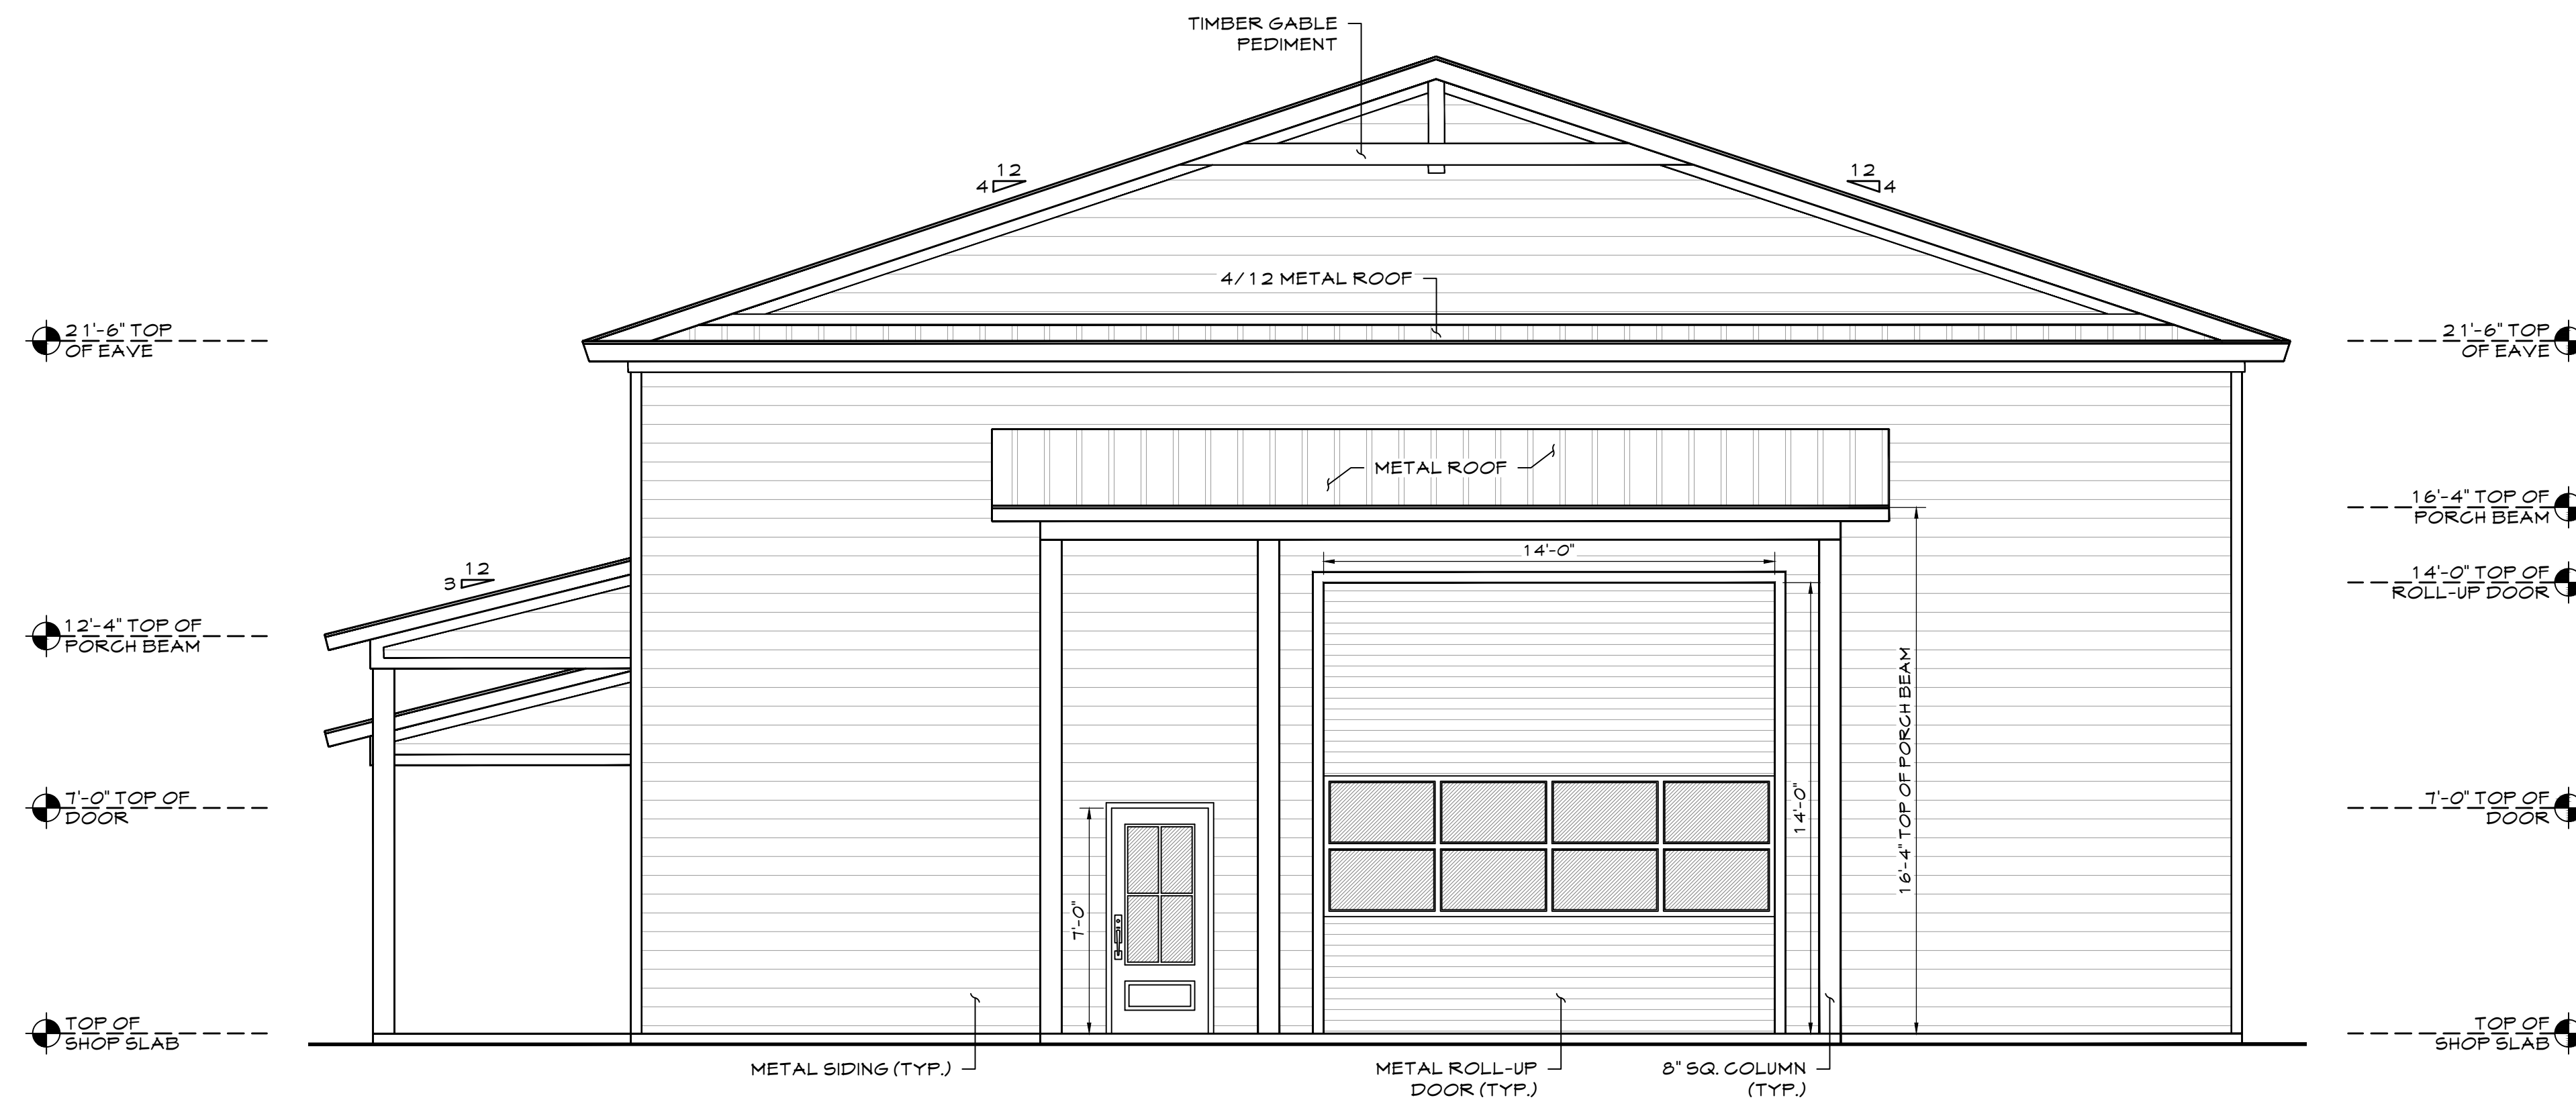 TIMBER GABLE
PEDIMENT
12
4
12
4
4/12 METAL ROOF
21'-6" TOP
OF EAVE
21'-6" TOP
OF EAVE
METAL ROOF
16'-4" TOP OF
PORCH BEAM
14'-0"
12
3
14'-0" TOP OF
ROLL-UP DOOR
12'-4" TOP OF
PORCH BEAM
16'-4" TOP OF PORCH BEAM
7'-0" TOP OF
DOOR
14'-0"
7'-0" TOP OF
DOOR
7'-0"
TOP OF
SHOP SLAB
TOP OF
SHOP SLAB
METAL SIDING (TYP.)
METAL ROLL-UP
DOOR (TYP.)
8" SQ. COLUMN
(TYP.)